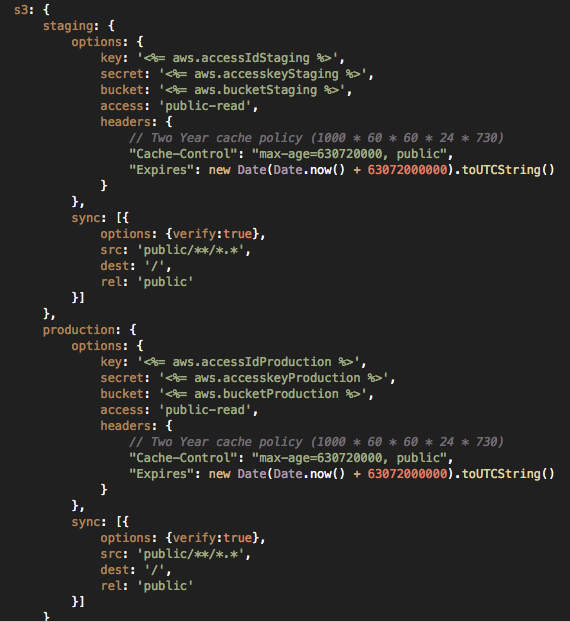 s3: {
    staging: {
        options: {
            key: '<%= aws.accessIdStaging %>',
            secret: '<%= aws.accesskeyStaging %>',
            bucket: '<%= aws.bucketStaging %>',
            access: 'public-read',
            headers: {
                // Two Year cache policy (1000 * 60 * 60 * 24 * 730)
                "Cache-Control": "max-age=630720000, public",
                "Expires": new Date(Date.now() + 63072000000).toUTCString()
            }
        },
        sync: [{
            options: {verify:true},
            src: 'public/**/*.*',
            dest: '/',
            rel: 'public'
        }]
    },
    production: {
        options: {
            key: '<%= aws.accessIdProduction %>',
            secret: '<%= aws.accesskeyProduction %>',
            bucket: '<%= aws.bucketProduction %>',
            access: 'public-read',
            headers: {
                // Two Year cache policy (1000 * 60 * 60 * 24 * 730)
                "Cache-Control": "max-age=630720000, public",
                "Expires": new Date(Date.now() + 63072000000).toUTCString()
            }
        },
        sync: [{
            options: {verify:true},
            src: 'public/**/*.*',
            dest: '/',
            rel: 'public'
        }]
    }